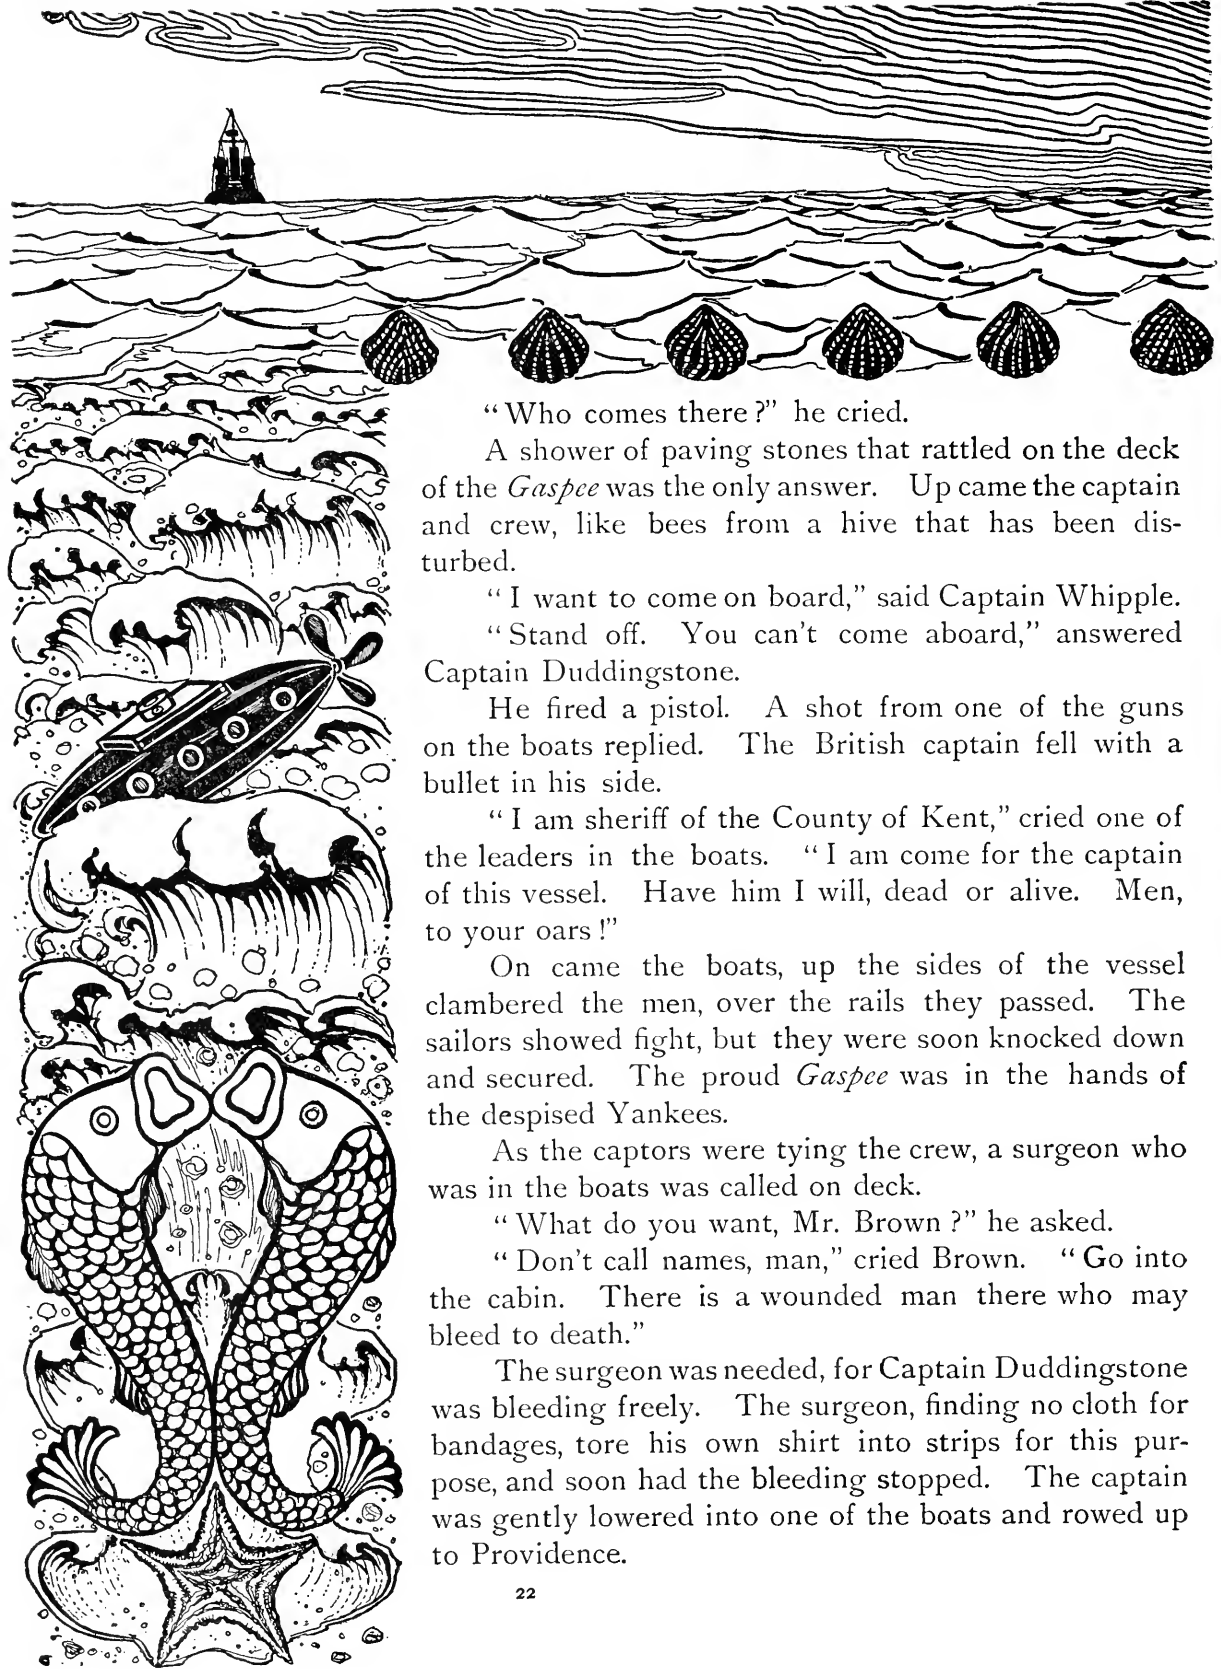 “Who comes there?” he cried.
A shower of paving stones that rattled on the deck
of the Gaspee was the only answer. Up came the captain
and crew, like bees from a hive that has been dis-
turbed.
“I want to come on board,” said Captain Whipple.
“Stand off. You can't come aboard,” answered
Captain Duddingstone.
He fired a pistol. A shot from one of the guns
on the boats replied. The British captain fell with a
bullet in his side.
“I am sheriff of the County of Kent,” cried one of
the leaders in the boats. “I am come for the captain
of this vessel. Have him I will, dead or alive. Men,
to your oars!”
On came the boats, up the sides of the vessel
clambered the men, over the rails they passed. The
sailors showed fight, but they were soon knocked down
and secured. The proud Gaspee was in the hands of
the despised Yankees.
As the captors were tying the crew, a surgeon who
was in the boats was called on deck.
“What do you want, Mr. Brown?” he asked.
“Don't call names, man,” cried Brown. “Go into
the cabin. There is a wounded man there who may
bleed to death.”
The surgeon was needed, for Captain Duddingstone
was bleeding freely. The surgeon, finding no cloth for
bandages, tore his own shirt into strips for this pur-
pose, and soon had the bleeding stopped. The captain
was gently lowered into one of the boats and rowed up
to Providence.
22